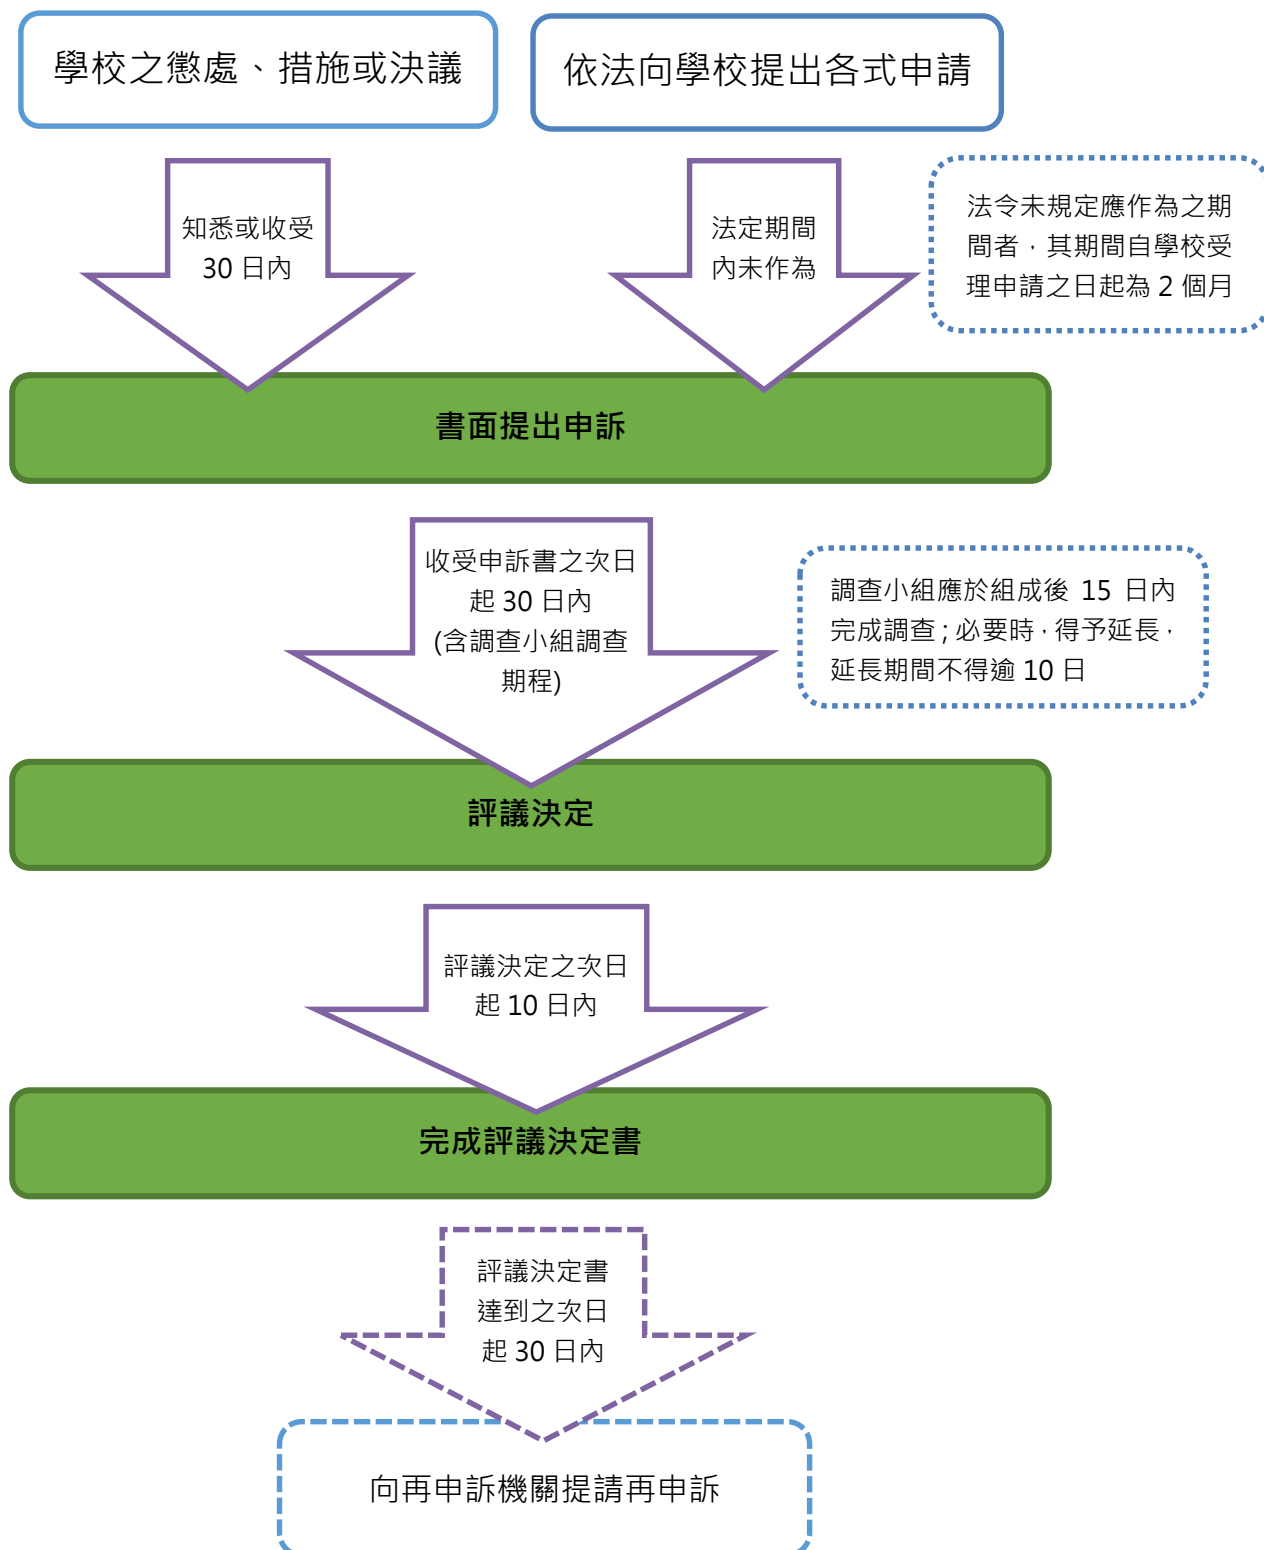 學校之懲處、措施或決議
依法向學校提出各式申請
知悉或收受
30 日內
法定期間
內未作為
法令未規定應作為之期
間者，其期間自學校受
理申請之日起為 2 個月
書面提出申訴
收受申訴書之次日
起 30 日內
(含調查小組調查
期程)
調查小組應於組成後 15 日內
完成調查；必要時，得予延長，
延長期間不得逾 10 日
評議決定
評議決定之次日
起 10 日內
完成評議決定書
評議決定書
達到之次日
起 30 日內
向再申訴機關提請再申訴